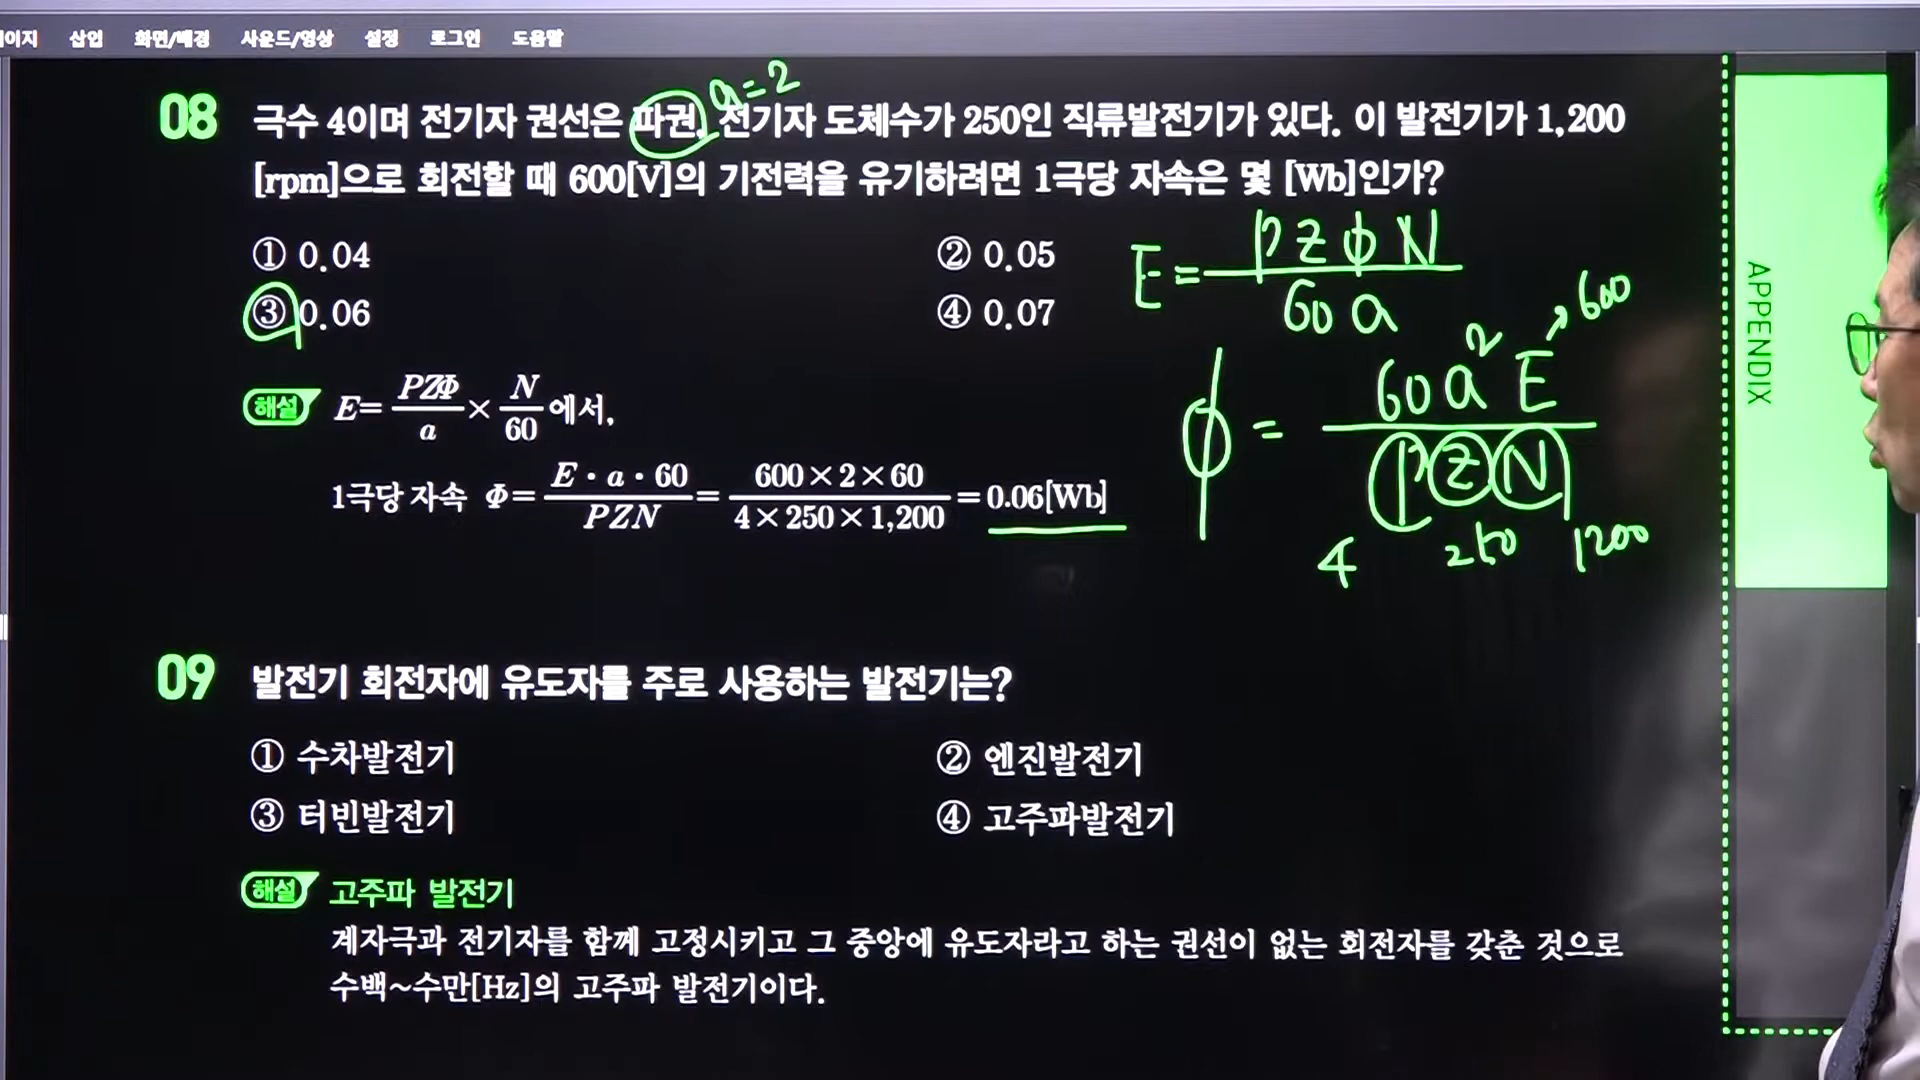 삽입 화면/배경 사운드/영상 설정 로그인 도움말
a=2
08 극수 4이며 전기자 권선은 파권, 전기자 도체수가 250인 직류발전기가 있다. 이 발전기가 1,200
[rpm]으로 회전할 때 600[V]의 기전력을 유기하려면 1극당 자속은 몇 [Wb]인가?
① 0.04 ② 0.05
③ 0.06 ④ 0.07
E = PZΦN / 60a
해설 E = PZΦ/a × N/60 에서,
1극당 자속 Φ = E·a·60 / PZN = 600×2×60 / 4×250×1,200 = 0.06[Wb]
2 → 600
Φ = 60aE / PZN
4 250 1200
APPENDIX
09 발전기 회전자에 유도자를 주로 사용하는 발전기는?
① 수차발전기 ② 엔진발전기
③ 터빈발전기 ④ 고주파발전기
해설 고주파 발전기
계자극과 전기자를 함께 고정시키고 그 중앙에 유도자라고 하는 권선이 없는 회전자를 갖춘 것으로
수백~수만[Hz]의 고주파 발전기이다.